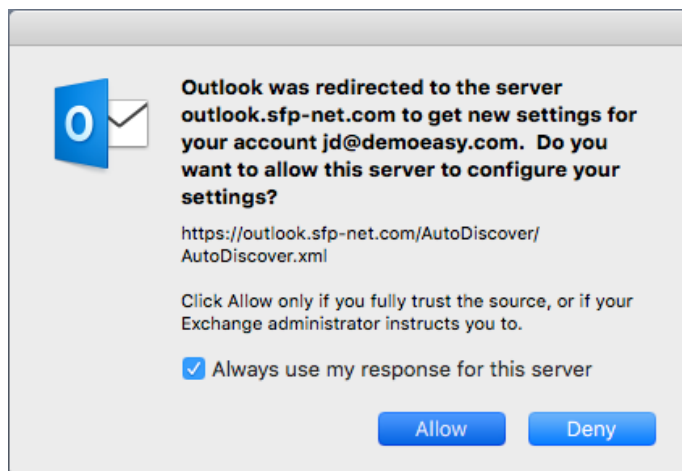 Outlook was redirected to the server
outlook.sfp-net.com to get new settings for
your account jd@demoeasy.com.  Do you
want to allow this server to configure your
settings?
https://outlook.sfp-net.com/AutoDiscover/
AutoDiscover.xml
Click Allow only if you fully trust the source, or if your
Exchange administrator instructs you to.
Always use my response for this server
Allow
Deny